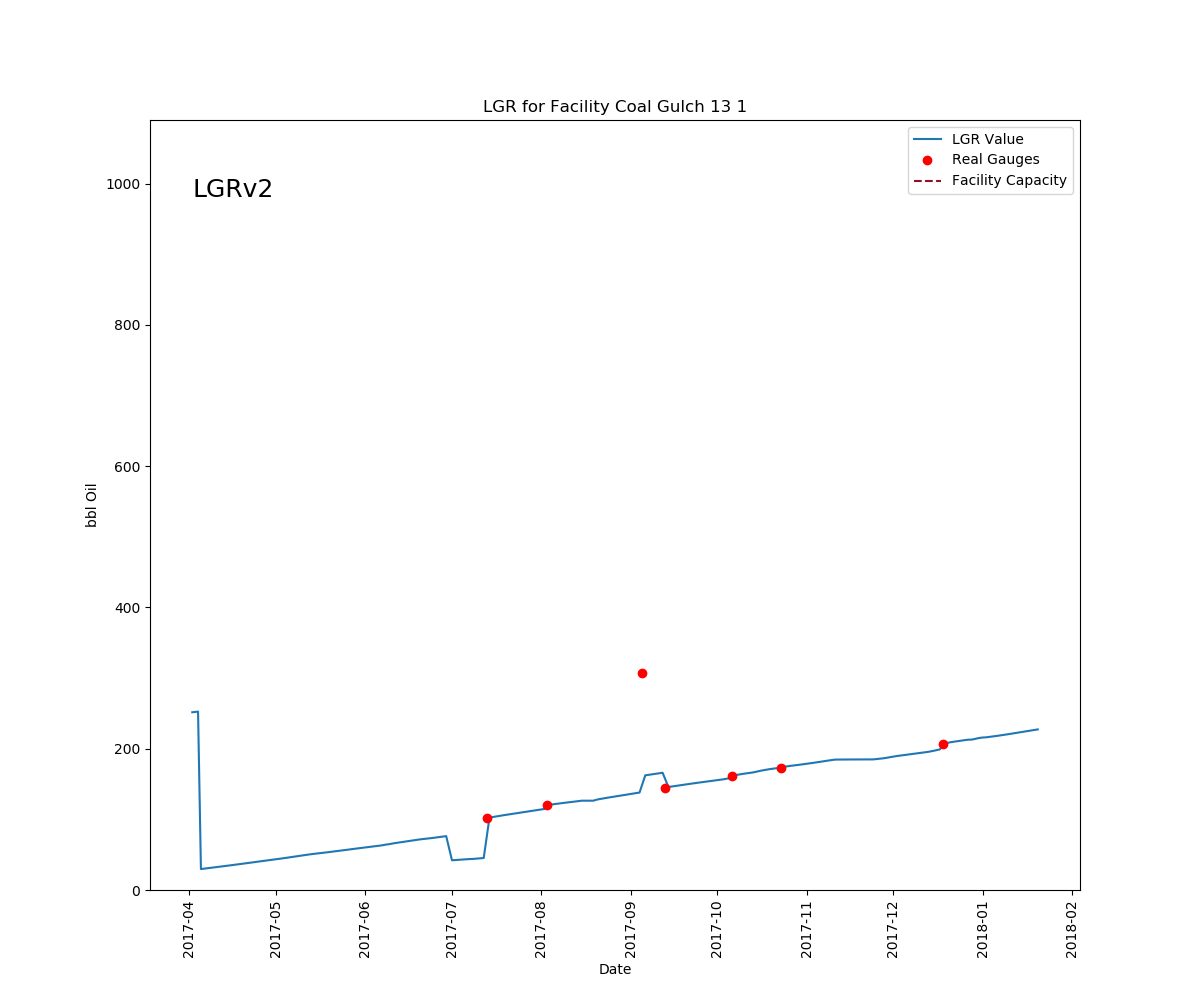 LGR for Facility Coal Gulch 13 1
LGRv2
LGR Value
Real Gauges
Facility Capacity
bbl Oil
1000
800
600
400
200
0
2017-04
2017-05
2017-06
2017-07
2017-08
2017-09
2017-10
2017-11
2017-12
2018-01
2018-02
Date